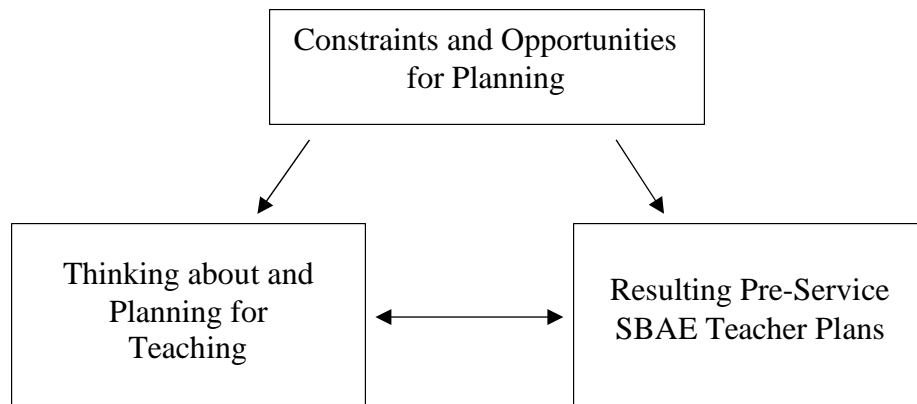 Constraints and Opportunities
for Planning
Thinking about and
Planning for
Teaching
Resulting Pre-Service
SBAE Teacher Plans